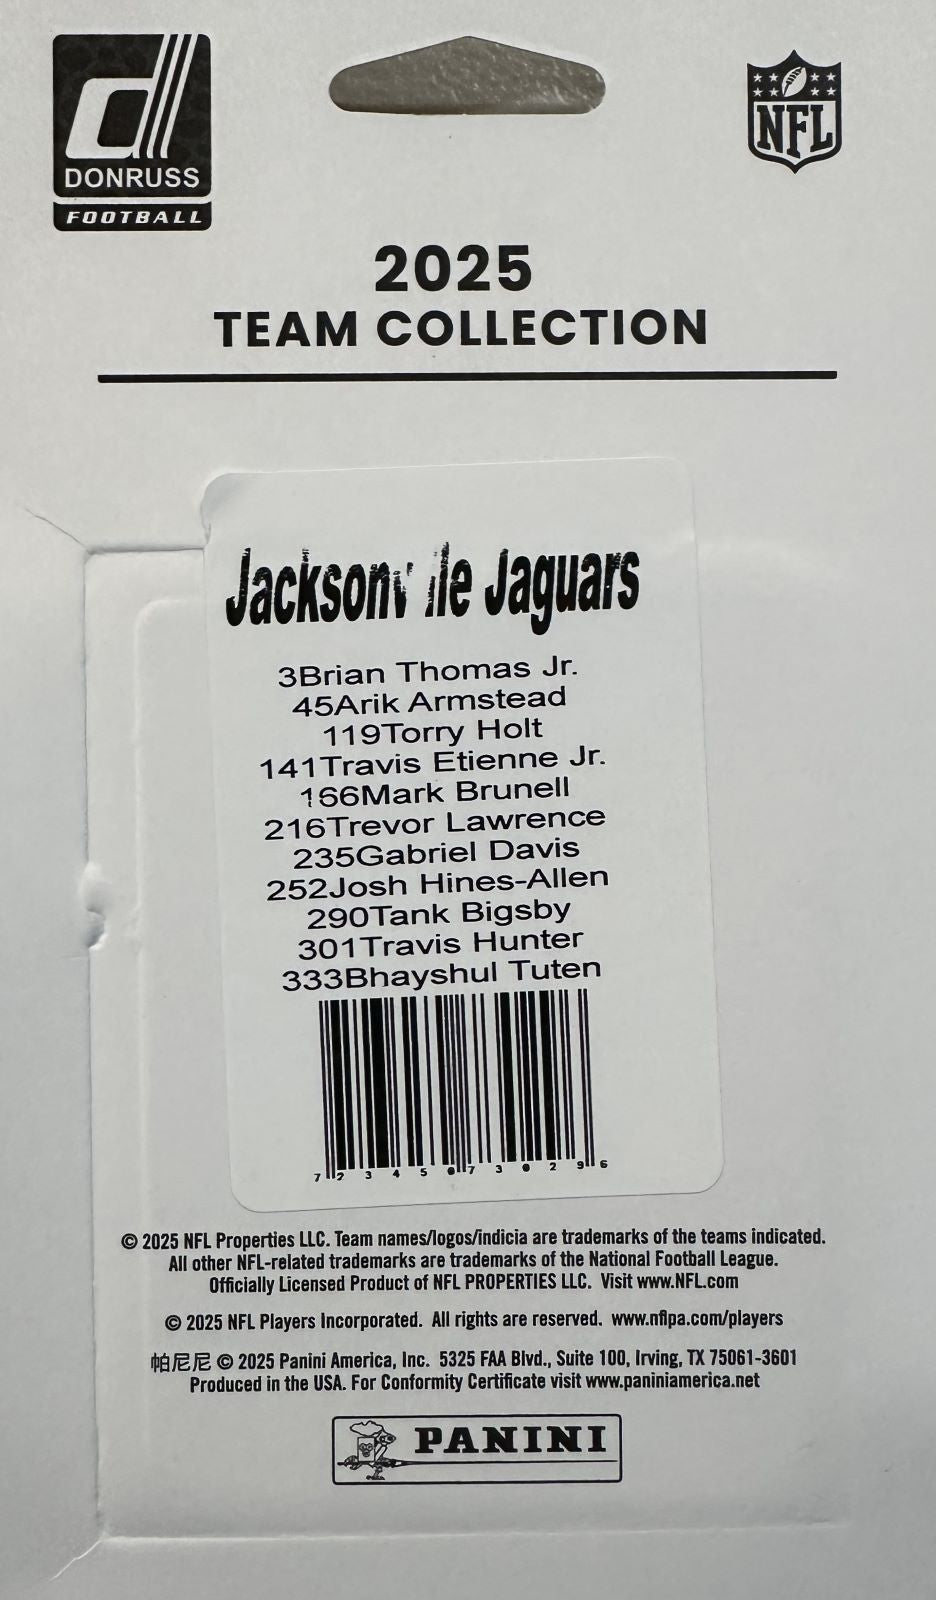 DONRUSS
FOOTBALL
NFL
2025
TEAM COLLECTION
Jacksonv lle Jaguars
3Brian Thomas Jr.
45Arik Armstead
119Torry Holt
141Travis Etienne Jr.
166Mark Brunell
216Trevor Lawrence
235Gabriel Davis
252Josh Hines-Allen
290Tank Bigsby
301Travis Hunter
333Bhayshul Tuten
7 2 3 4 5 0 7 3 0 2 9 6
© 2025 NFL Properties LLC. Team names/logos/indicia are trademarks of the teams indicated.
All other NFL-related trademarks are trademarks of the National Football League.
Officially Licensed Product of NFL PROPERTIES LLC. Visit www.NFL.com
© 2025 NFL Players Incorporated. All rights are reserved. www.nflpa.com/players
帕尼尼 © 2025 Panini America, Inc. 5325 FAA Blvd., Suite 100, Irving, TX 75061-3601
Produced in the USA. For Conformity Certificate visit www.paniniamerica.net
PANINI